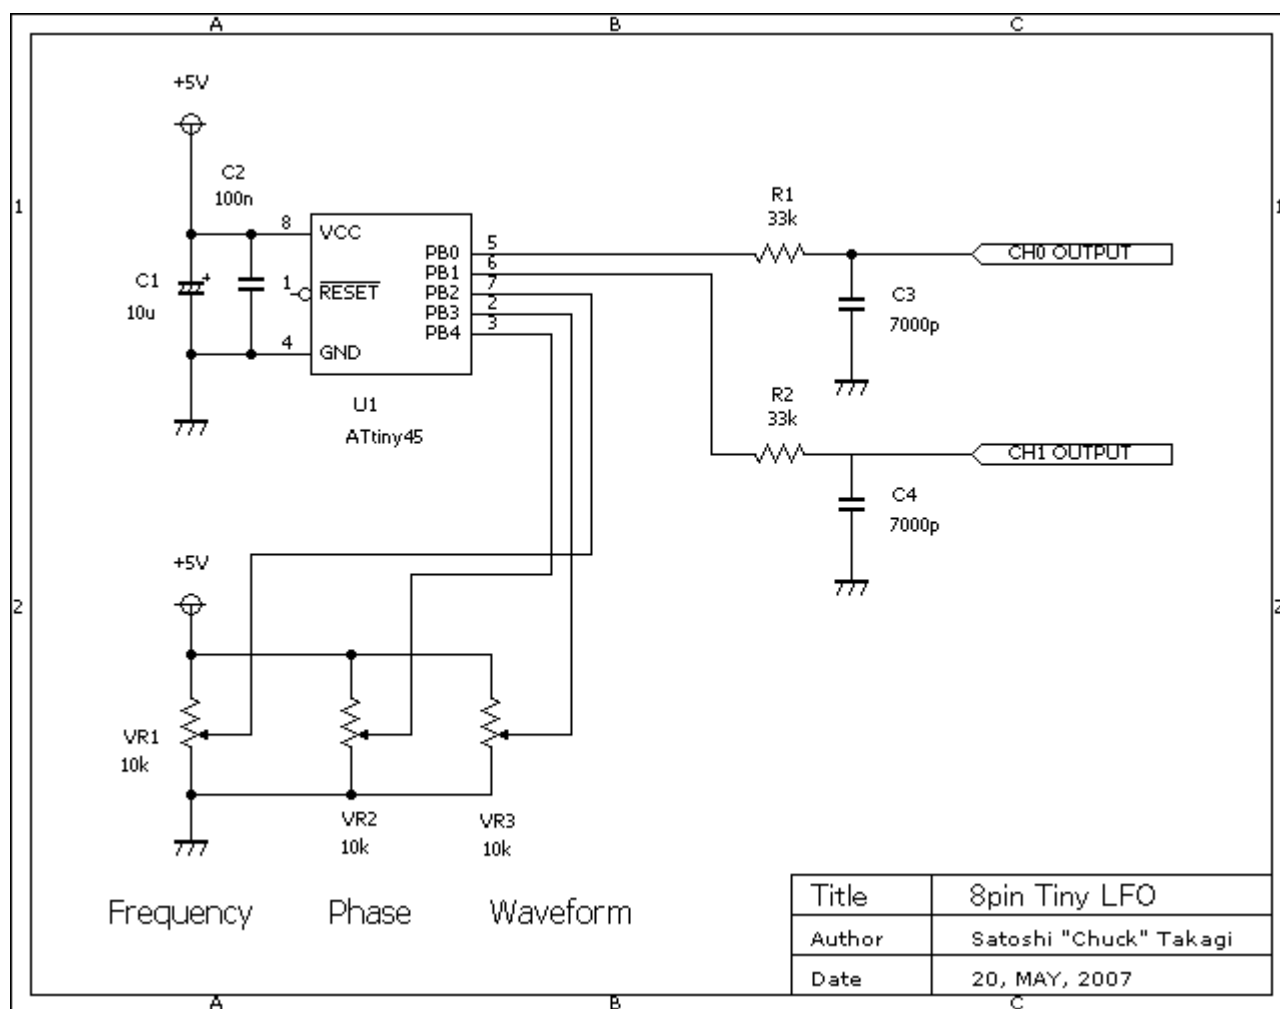 A B C
+5V
C2
100n
R1
33k
1 1
8 VCC
PB0 5
CH0 OUTPUT
PB1 6
C1
10u
1 RESET
PB2 7
C3
7000p
PB3 2
PB4 3
4 GND
U1
ATtiny45
R2
33k
CH1 OUTPUT
C4
7000p
+5V
2 2
VR1
10k
VR2
10k
VR3
10k
Frequency Phase Waveform
Title 8pin Tiny LFO
Author Satoshi "Chuck" Takagi
Date 20, MAY, 2007
A B C